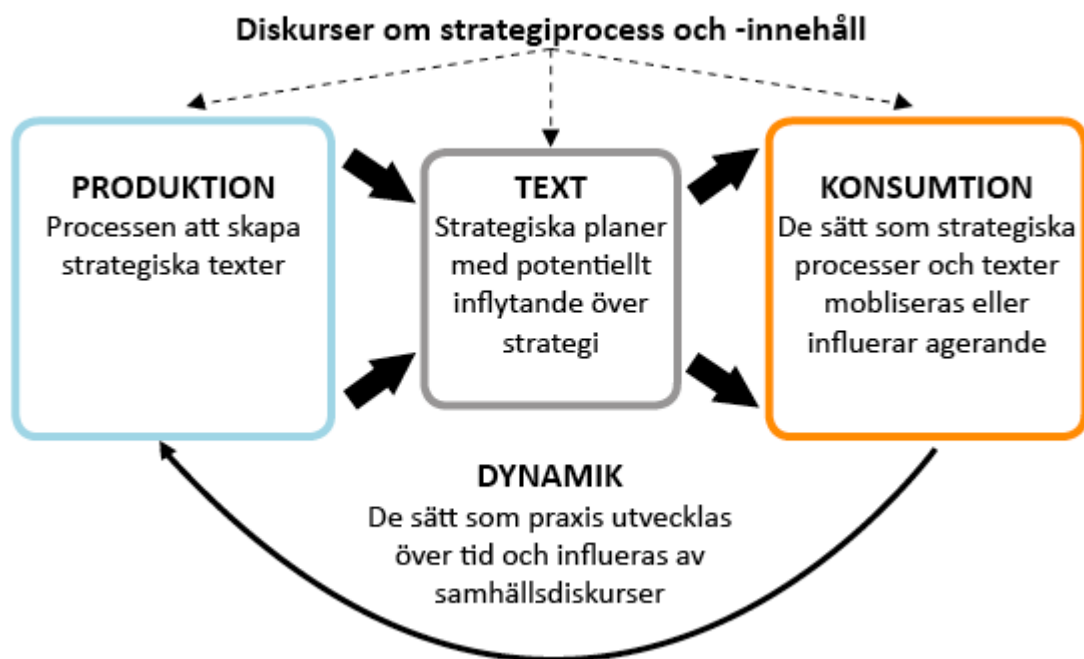 Diskurser om strategiprocess och -innehåll
PRODUKTION
Processen att skapa
strategiska texter
TEXT
Strategiska planer
med potentiellt
inflytande över
strategi
KONSUMTION
De sätt som strategiska
processer och texter
mobliseras eller
influerar agerande
DYNAMIK
De sätt som praxis utvecklas
över tid och influeras av
samhällsdiskurser